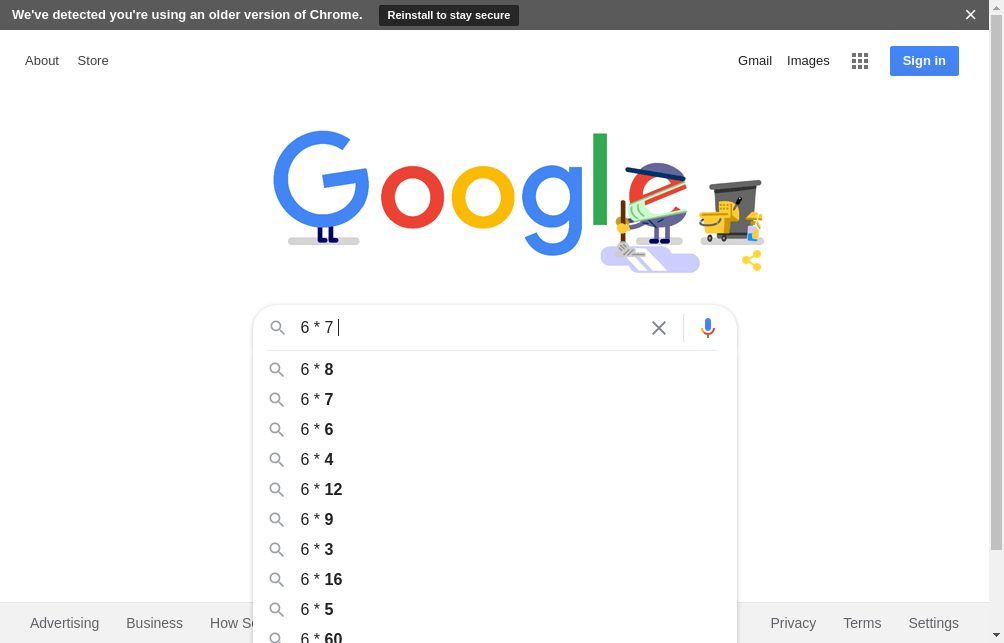 We've detected you're using an older version of Chrome. Reinstall to stay secure
About Store Gmail Images Sign in
Google
6 * 7
6 * 8
6 * 7
6 * 6
6 * 4
6 * 12
6 * 9
6 * 3
6 * 16
6 * 5
6 * 60
Advertising Business How Se Privacy Terms Settings